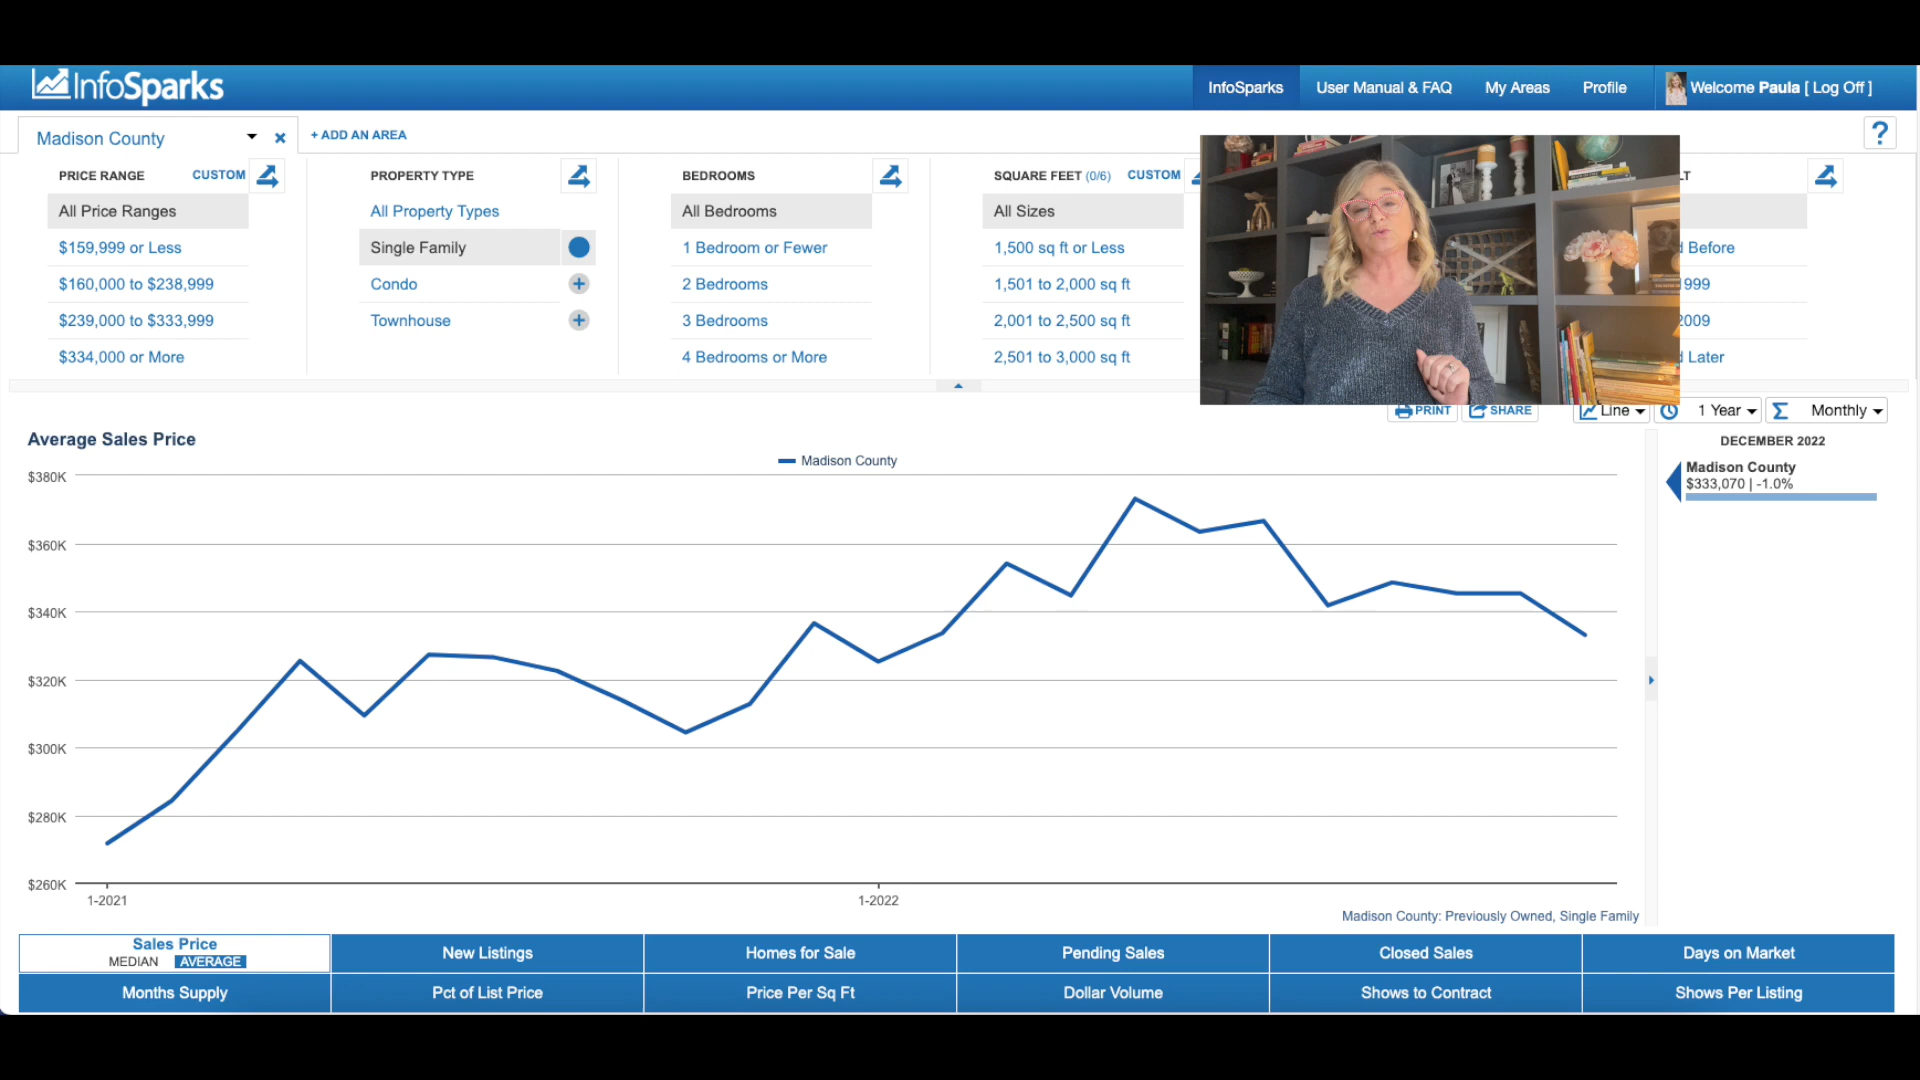 InfoSparks
InfoSparks
User Manual & FAQ
My Areas
Profile
Welcome Paula [ Log Off ]
Madison County
+ ADD AN AREA
?
PRICE RANGE
CUSTOM
All Price Ranges
$159,999 or Less
$160,000 to $238,999
$239,000 to $333,999
$334,000 or More
PROPERTY TYPE
All Property Types
Single Family
Condo
Townhouse
BEDROOMS
All Bedrooms
1 Bedroom or Fewer
2 Bedrooms
3 Bedrooms
4 Bedrooms or More
SQUARE FEET (0/6)
CUSTOM
All Sizes
1,500 sq ft or Less
1,501 to 2,000 sq ft
2,001 to 2,500 sq ft
2,501 to 3,000 sq ft
LT
Before
999
2009
Later
PRINT
SHARE
Line
1 Year
Monthly
Average Sales Price
Madison County
$380K
$360K
$340K
$320K
$300K
$280K
$260K
1-2021
1-2022
DECEMBER 2022
Madison County
$333,070 | -1.0%
Madison County: Previously Owned, Single Family
Sales Price
MEDIAN AVERAGE
New Listings
Homes for Sale
Pending Sales
Closed Sales
Days on Market
Months Supply
Pct of List Price
Price Per Sq Ft
Dollar Volume
Shows to Contract
Shows Per Listing